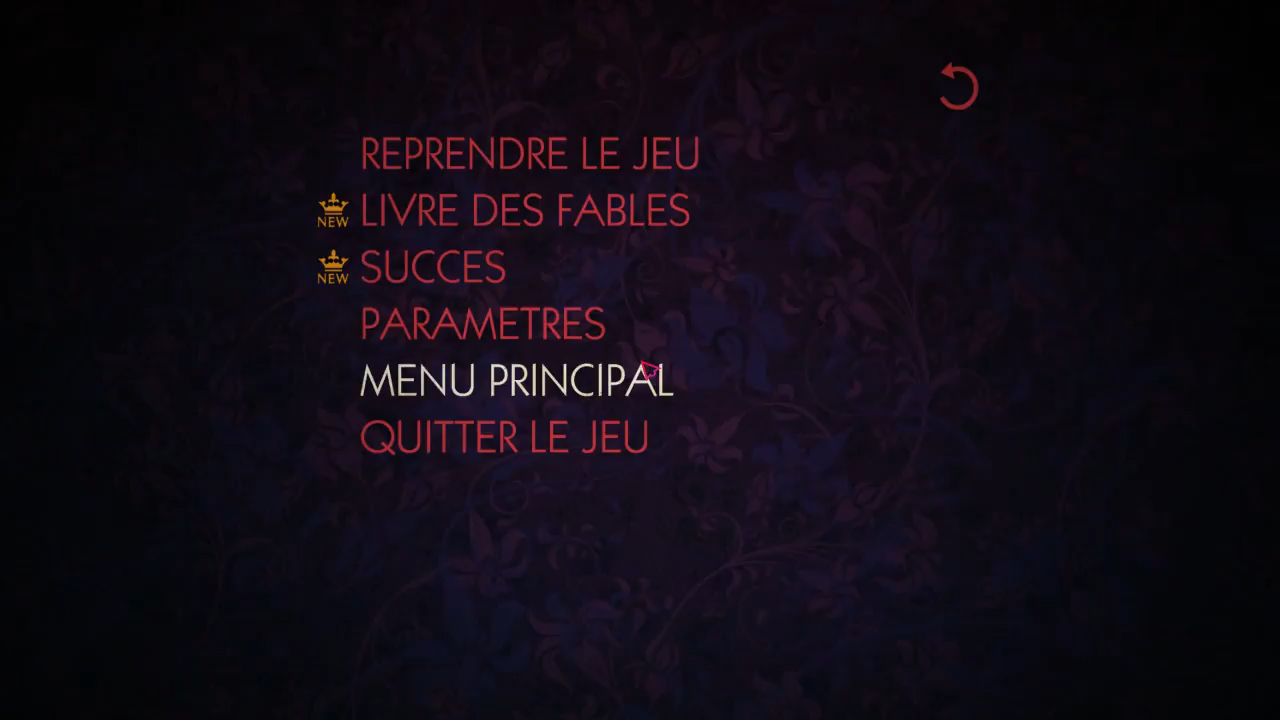 REPRENDRE LE JEU
NEW LIVRE DES FABLES
NEW SUCCES
PARAMETRES
MENU PRINCIPAL
QUITTER LE JEU